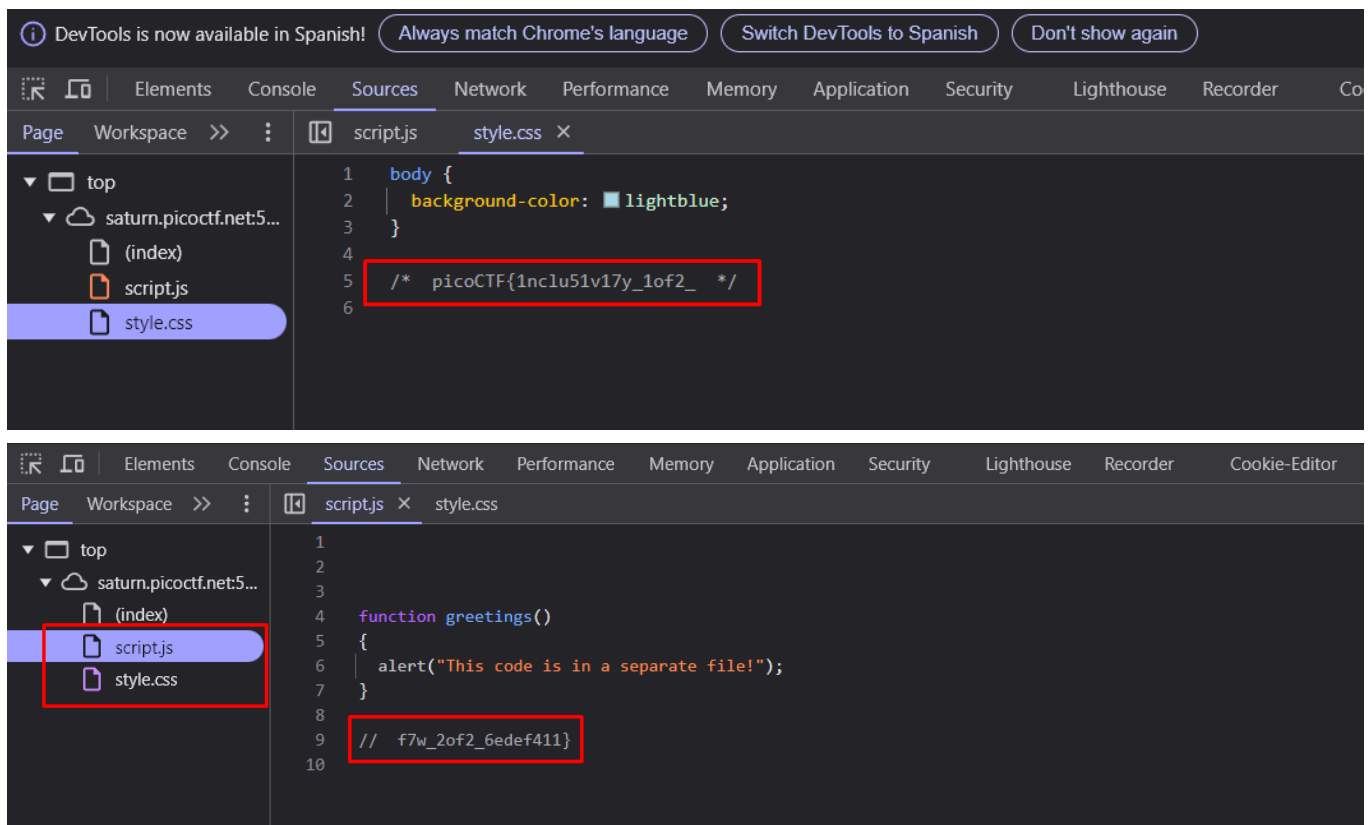 DevTools is now available in Spanish! Always match Chrome's language Switch DevTools to Spanish Don't show again
Elements Console Sources Network Performance Memory Application Security Lighthouse Recorder Co
Page Workspace script.js style.css
top
saturn.picoctf.net:5...
(index)
script.js
style.css
1 body {
2 background-color: lightblue;
3 }
4
5 /* picoCTF{1nclu51v17y_1of2_ */
6
Elements Console Sources Network Performance Memory Application Security Lighthouse Recorder Cookie-Editor
Page Workspace script.js style.css
top
saturn.picoctf.net:5...
(index)
script.js
style.css
1
2
3
4 function greetings()
5 {
6 alert("This code is in a separate file!");
7 }
8
9 // f7w_2of2_6edef411}
10